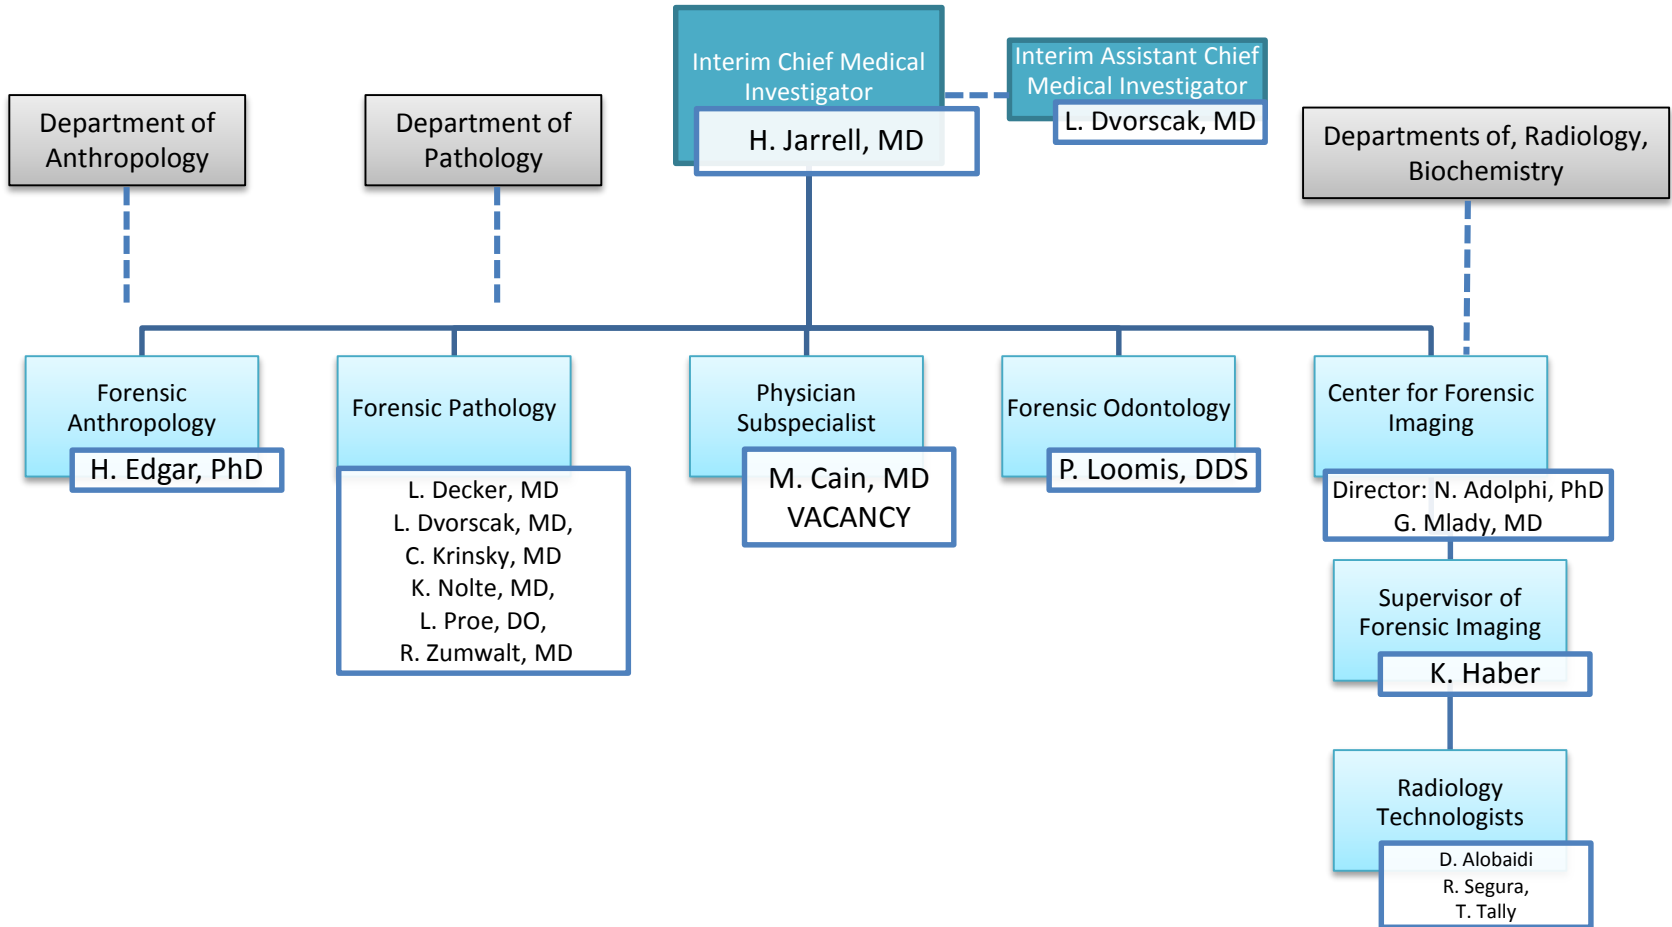 Interim Chief Medical
Investigator
H. Jarrell, MD
Interim Assistant Chief
Medical Investigator
L. Dvorscak, MD
Department of
Anthropology
Department of
Pathology
Departments of, Radiology,
Biochemistry
Forensic
Anthropology
H. Edgar, PhD
Forensic Pathology
L. Decker, MD
L. Dvorscak, MD,
C. Krinsky, MD
K. Nolte, MD,
L. Proe, DO,
R. Zumwalt, MD
Physician
Subspecialist
M. Cain, MD
VACANCY
Forensic Odontology
P. Loomis, DDS
Center for Forensic
Imaging
Director: N. Adolphi, PhD
G. Mlady, MD
Supervisor of
Forensic Imaging
K. Haber
Radiology
Technologists
D. Alobaidi
R. Segura,
T. Tally